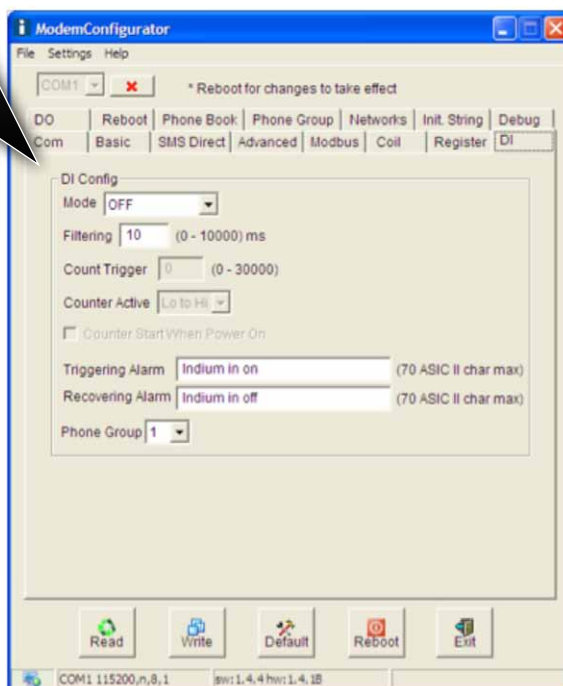 ModemConfigurator
File Settings Help
COM1 * Reboot for changes to take effect
DO Reboot Phone Book Phone Group Networks Init. String Debug
Com Basic SMS Direct Advanced Modbus Coil Register DI
DI Config
Mode OFF
Filtering 10 (0 - 10000) ms
Count Trigger 0 (0 - 30000)
Counter Active Lo to Hi
Counter Start When Power On
Triggering Alarm Indium in on (70 ASIC II char max)
Recovering Alarm Indium in off (70 ASIC II char max)
Phone Group 1
Read Write Default Reboot Exit
COM1 115200,n,8,1 sw:1.4.4 hw:1.4.1B